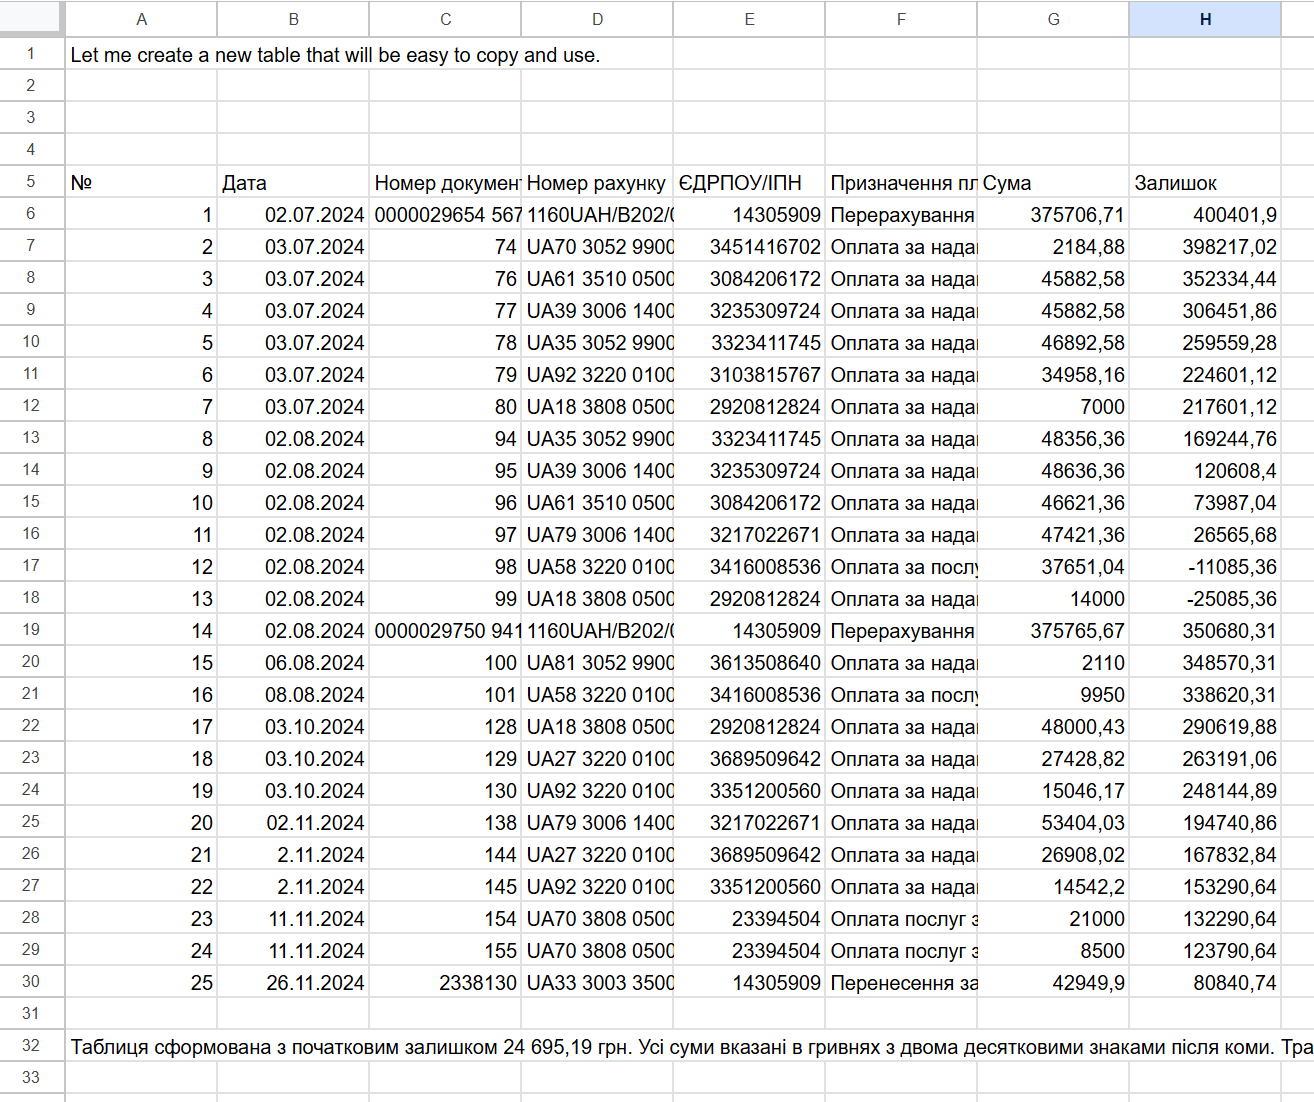 A B C D E F G H
1 Let me create a new table that will be easy to copy and use.
2
3
4
5 № Дата Номер документ Номер рахунку ЄДРПОУ/ІПН Призначення пл Сума Залишок
6 1 02.07.2024 0000029654 567 1160UAH/B202/0 14305909 Перерахування 375706,71 400401,9
7 2 03.07.2024 74 UA70 3052 9900 3451416702 Оплата за нада 2184,88 398217,02
8 3 03.07.2024 76 UA61 3510 0500 3084206172 Оплата за нада 45882,58 352334,44
9 4 03.07.2024 77 UA39 3006 1400 3235309724 Оплата за нада 45882,58 306451,86
10 5 03.07.2024 78 UA35 3052 9900 3323411745 Оплата за нада 46892,58 259559,28
11 6 03.07.2024 79 UA92 3220 0100 3103815767 Оплата за нада 34958,16 224601,12
12 7 03.07.2024 80 UA18 3808 0500 2920812824 Оплата за нада 7000 217601,12
13 8 02.08.2024 94 UA35 3052 9900 3323411745 Оплата за нада 48356,36 169244,76
14 9 02.08.2024 95 UA39 3006 1400 3235309724 Оплата за нада 48636,36 120608,4
15 10 02.08.2024 96 UA61 3510 0500 3084206172 Оплата за нада 46621,36 73987,04
16 11 02.08.2024 97 UA79 3006 1400 3217022671 Оплата за нада 47421,36 26565,68
17 12 02.08.2024 98 UA58 3220 0100 3416008536 Оплата за послу 37651,04 -11085,36
18 13 02.08.2024 99 UA18 3808 0500 2920812824 Оплата за нада 14000 -25085,36
19 14 02.08.2024 0000029750 941 1160UAH/B202/0 14305909 Перерахування 375765,67 350680,31
20 15 06.08.2024 100 UA81 3052 9900 3613508640 Оплата за нада 2110 348570,31
21 16 08.08.2024 101 UA58 3220 0100 3416008536 Оплата за послу 9950 338620,31
22 17 03.10.2024 128 UA18 3808 0500 2920812824 Оплата за нада 48000,43 290619,88
23 18 03.10.2024 129 UA27 3220 0100 3689509642 Оплата за нада 27428,82 263191,06
24 19 03.10.2024 130 UA92 3220 0100 3351200560 Оплата за нада 15046,17 248144,89
25 20 02.11.2024 138 UA79 3006 1400 3217022671 Оплата за нада 53404,03 194740,86
26 21 2.11.2024 144 UA27 3220 0100 3689509642 Оплата за нада 26908,02 167832,84
27 22 2.11.2024 145 UA92 3220 0100 3351200560 Оплата за нада 14542,2 153290,64
28 23 11.11.2024 154 UA70 3808 0500 23394504 Оплата послуг з 21000 132290,64
29 24 11.11.2024 155 UA70 3808 0500 23394504 Оплата послуг з 8500 123790,64
30 25 26.11.2024 2338130 UA33 3003 3500 14305909 Перенесення за 42949,9 80840,74
31
32 Таблиця сформована з початковим залишком 24 695,19 грн. Усі суми вказані в гривнях з двома десятковими знаками після коми. Тра
33